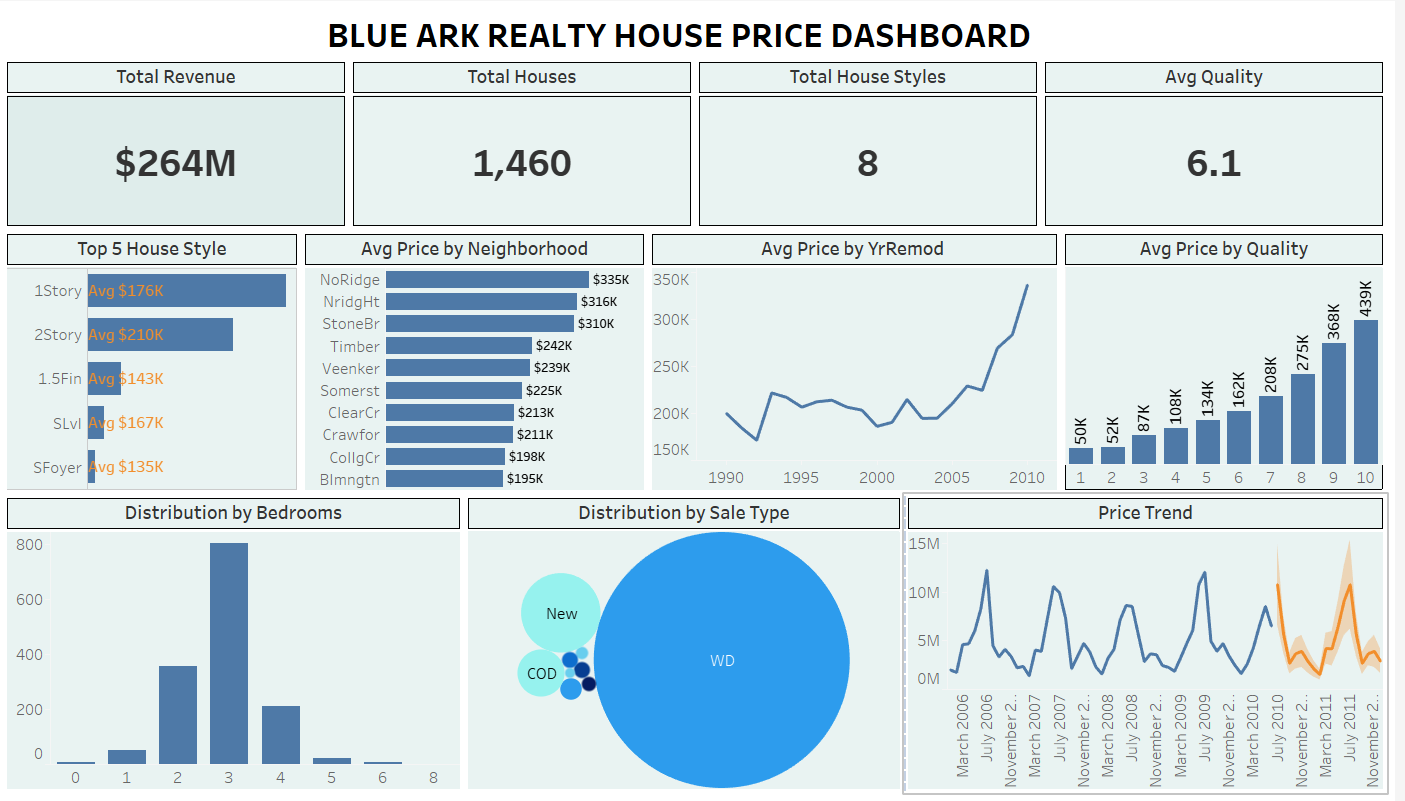 BLUE ARK REALTY HOUSE PRICE DASHBOARD
Total Revenue
$264M
Total Houses
1,460
Total House Styles
8
Avg Quality
6.1
Top 5 House Style
1Story Avg $176K
2Story Avg $210K
1.5Fin Avg $143K
SLvl Avg $167K
SFoyer Avg $135K
Avg Price by Neighborhood
NoRidge $335K
NridgHt $316K
StoneBr $310K
Timber $242K
Veenker $239K
Somerst $225K
ClearCr $213K
Crawfor $211K
CollgCr $198K
Blmngtn $195K
Avg Price by YrRemod
350K
300K
250K
200K
150K
1990 1995 2000 2005 2010
Avg Price by Quality
50K 52K 87K 108K 134K 162K 208K 275K 368K 439K
1 2 3 4 5 6 7 8 9 10
Distribution by Bedrooms
800
600
400
200
0
0 1 2 3 4 5 6 8
Distribution by Sale Type
New
COD
WD
Price Trend
15M
10M
5M
0M
March 2006
July 2006
November 2..
March 2007
July 2007
November 2..
March 2008
July 2008
November 2..
March 2009
July 2009
November 2..
March 2010
July 2010
November 2..
March 2011
July 2011
November 2..